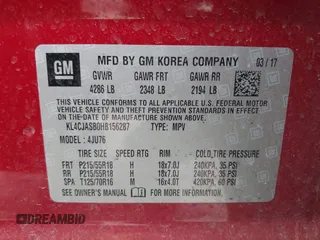 GM
MFD BY GM KOREA COMPANY 03/17
GVWR GAWR FRT GAWR RR
4286 LB 2348 LB 2194 LB
THIS VEHICLE CONFORMS TO ALL APPLICABLE
U.S. FEDERAL MOTOR VEHICLE SAFETY, BUMPER, AND
THEFT PREVENTION STANDARDS IN EFFECT ON THE DATE
OF MANUFACTURE SHOWN ABOVE.
KL4CJASB0HB156287 TYPE: MPV
MODEL: 4JU76
TIRE SIZE SPEED RTG RIM COLD TIRE PRESSURE
FRT P215/55R18 H 18x7.0J 240KPA, 35 PSI
RR P215/55R18 H 18x7.0J 240KPA, 35 PSI
SPA T125/70R16 M 16x4.0T 420KPA, 60 PSI
SEE OWNER'S MANUAL
DREAMBID